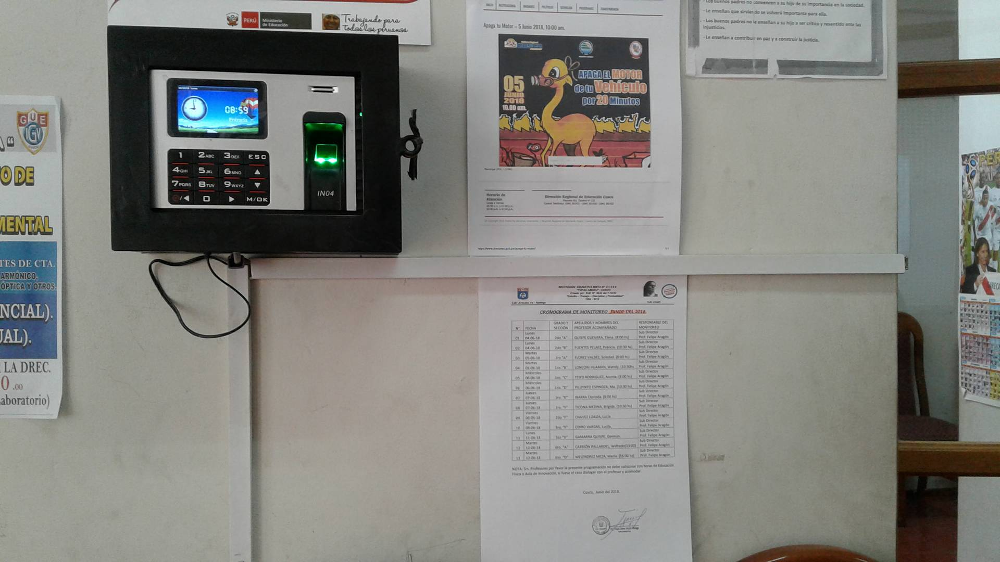 PERÚ
Ministerio
de Educación
Trabajando para
todos los peruanos
08:59
Entrada
1 2ABC 3DEF ESC
4GHI 5JKL 6MNO ▲
7PQRS 8TUV 9WXYZ ▼
/◀ 0 ▶ M/OK
IN04
GUE
IGV
A "
O DE
MENTAL
TES DE CTA.
ARMÓNICO,
ÓPTICA Y OTROS.
NCIAL).
UAL).
LA DREC.
0 .00
aboratorio)
Apaga tu Motor – 5 Junio 2018, 10:00 am.
05
JUNIO
2018
10.00 am.
APAGA EL MOTOR
de tu Vehículo
por 20 Minutos
Horario de
Atención
Dirección Regional de Educación Cusco
- Los buenos padres no convencen a su hijo de su importancia en la sociedad.
- Le enseñan que sirviendo se volverá importante para ella.
- Los buenos padres no le enseñan a su hijo a ser crítico y resentido ante las
injusticias.
- Le enseñan a contribuir en paz y a construir la justicia.
INSTITUCIÓN EDUCATIVA MIXTA Nº
"TUPAC AMARU" - CUSCO
"Estudio – Trabajo – Disciplina y Puntualidad"
CRONOGRAMA DE MONITOREO. JUNIO DEL 2018.
Nº FECHA GRADO Y SECCIÓN APELLIDOS Y NOMBRES DEL PROFESOR ACOMPAÑADO RESPONSABLE DEL MONITOREO
01 Lunes 04-06-18 2do "A" QUISPE GUEVARA, Elena. (8:00 hs) Sub Director Prof. Felipe Aragón
02 Lunes 04-06-18 2do "B" FUENTES PELAEZ, Patricia. (10:30 hs) Sub Director Prof. Felipe Aragón
03 Martes 05-06-18 1ro "A" FLOREZ VALDEZ, Soledad. (8:00 hs) Sub Director Prof. Felipe Aragón
04 Martes 05-06-18 1ro. "B" LONCONI HUAMAN, Wendy. (10:30hs Sub Director Prof. Felipe Aragón
05 Miércoles 06-06-18 1ro. "C" TTITO RODRIGUEZ, Asunta. (8:00 hs) Sub Director Prof. Felipe Aragón
06 Miércoles 06-06-18 1ro. "D" PILLPINTO ESPINOZA, Ma. (10:30 hs) Sub Director Prof. Felipe Aragón
07 Jueves 07-06-18 1ro. "E" IBARRA Clorinda. (8:00 hs) Sub Director Prof. Felipe Aragón
08 Jueves 07-06-18 1ro. "F" TICONA MEDINA, Brigida. (10:30 hs) Sub Director Prof. Felipe Aragón
09 Viernes 08-05-18 2do "F" CHAVEZ LOAIZA, Lucía Sub Director Prof. Felipe Aragón
10 Viernes 08-06-18 VARGAS, Lucila. Sub Director Prof. Felipe Aragón
11 Lunes 11-06-18 5to "D" GAMARRA QUISPE, Germán. Sub Director Prof. Felipe Aragón
12 Martes 12-06-18 6to. "A" CARRIÓN PALLARDEL, Wilfredo(13:00) Sub Director Prof. Felipe Aragón
13 Martes 12-06-18 6to. "D" MELENDREZ MEZA, María. (15:00 hs) Sub Director Prof. Felipe Aragón
NOTA: Srs. Profesores por favor la presente programación no debe colisionar con horas de Educación
Física o Aula de Innovación, si fuese el caso dialogar con el profesor y acomodar.
Cusco, Junio del 2018.
PER